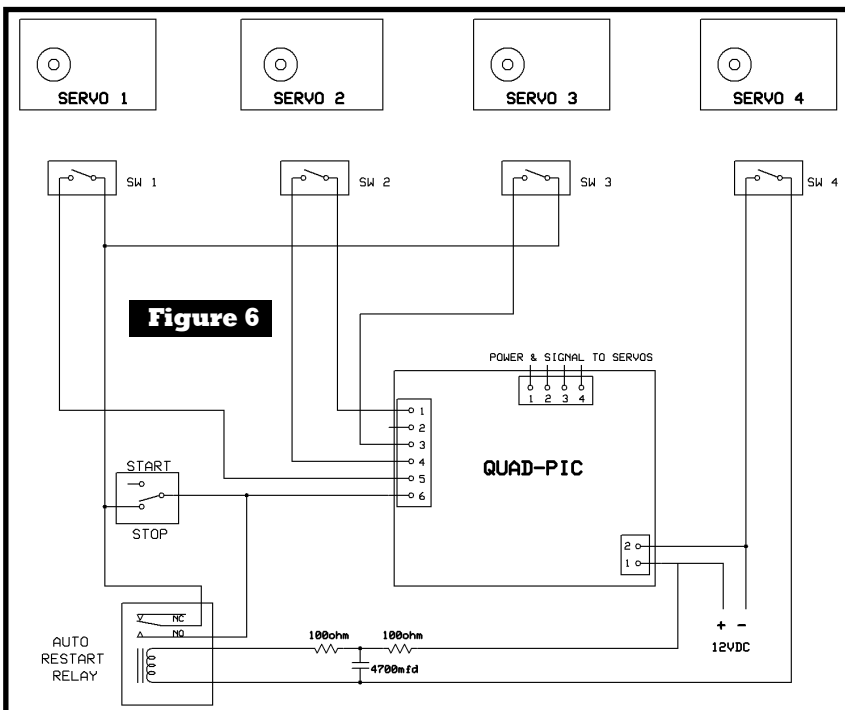 SERVO 1
SERVO 2
SERVO 3
SERVO 4
SW 1
SW 2
SW 3
SW 4
Figure 6
POWER & SIGNAL TO SERVOS
1 2 3 4
1
2
3
4
5
6
QUAD-PIC
START
STOP
2
1
+ -
12VDC
NC
NO
AUTO
RESTART
RELAY
100ohm
100ohm
4700mfd